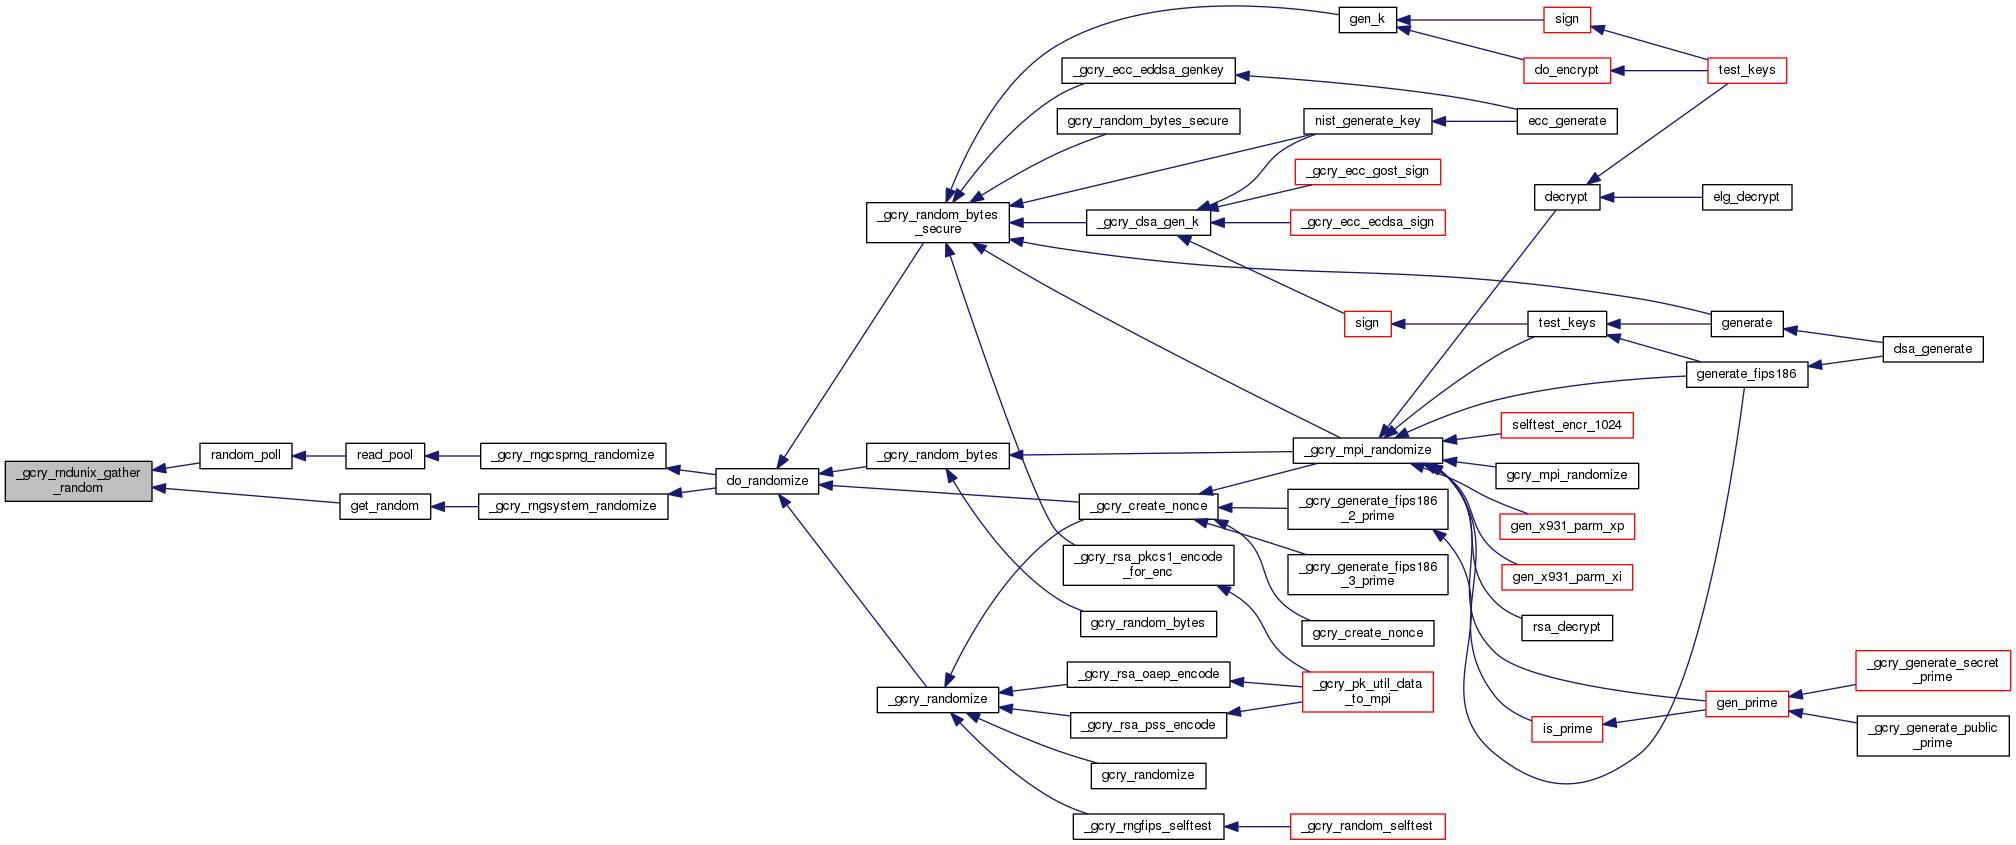 _gcry_rndunix_gather
_random
random_poll
get_random
read_pool
_gcry_rngcsprng_randomize
_gcry_rngsystem_randomize
do_randomize
_gcry_random_bytes
_secure
_gcry_random_bytes
_gcry_randomize
gen_k
_gcry_ecc_eddsa_genkey
gcry_random_bytes_secure
_gcry_dsa_gen_k
_gcry_create_nonce
_gcry_rsa_pkcs1_encode
_for_enc
gcry_random_bytes
_gcry_rsa_oaep_encode
_gcry_rsa_pss_encode
gcry_randomize
_gcry_rngfips_selftest
nist_generate_key
_gcry_ecc_gost_sign
_gcry_ecc_ecdsa_sign
sign
_gcry_mpi_randomize
_gcry_generate_fips186
_2_prime
_gcry_generate_fips186
_3_prime
gcry_create_nonce
_gcry_pk_util_data
_to_mpi
_gcry_random_selftest
sign
do_encrypt
ecc_generate
decrypt
test_keys
selftest_encr_1024
gcry_mpi_randomize
gen_x931_parm_xp
gen_x931_parm_xi
rsa_decrypt
is_prime
test_keys
elg_decrypt
generate
generate_fips186
gen_prime
dsa_generate
_gcry_generate_secret
_prime
_gcry_generate_public
_prime